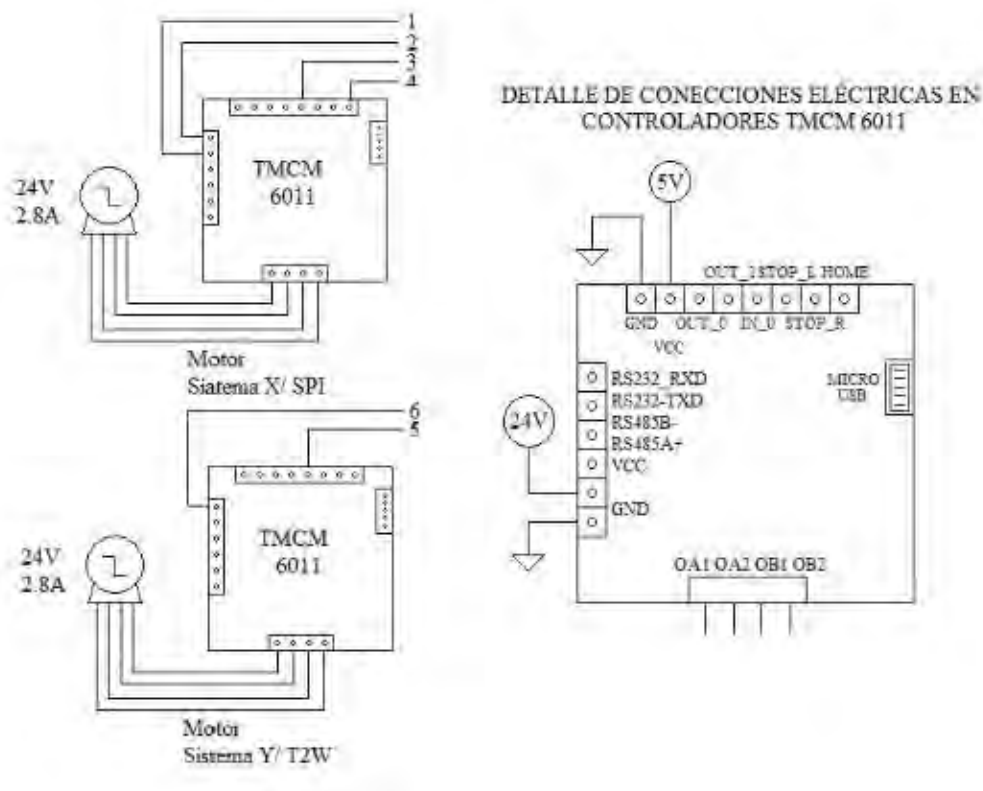 1
2
3
4
TMCM
6011
24V
2.8A
Motor
Siatema X/ SPI
6
5
TMCM
6011
24V
2.8A
Motor
Sistema Y/ T2W
DETALLE DE CONECCIONES ELÉCTRICAS EN
CONTROLADORES TMCM 6011
5V
OUT_1STOP_L HOME
GND OUT_0 IN_0 STOP_R
VCC
RS232_RXD
RS232-TXD
RS485B-
RS485A+
VCC
GND
24V
MICRO
USB
OA1 OA2 OB1 OB2